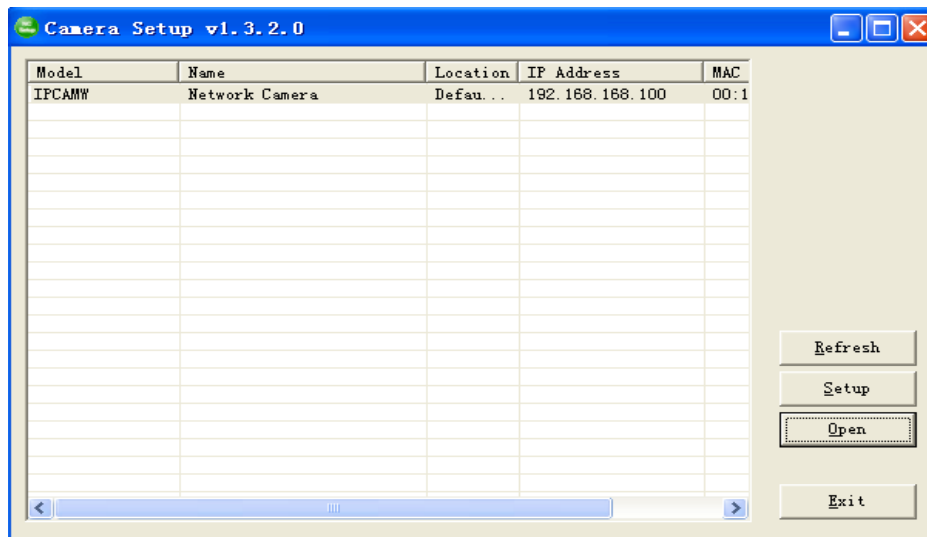 Camera Setup v1.3.2.0
Model Name Location IP Address MAC
IPCAMW Network Camera Defau... 192.168.168.100 00:1
Refresh
Setup
Open
Exit